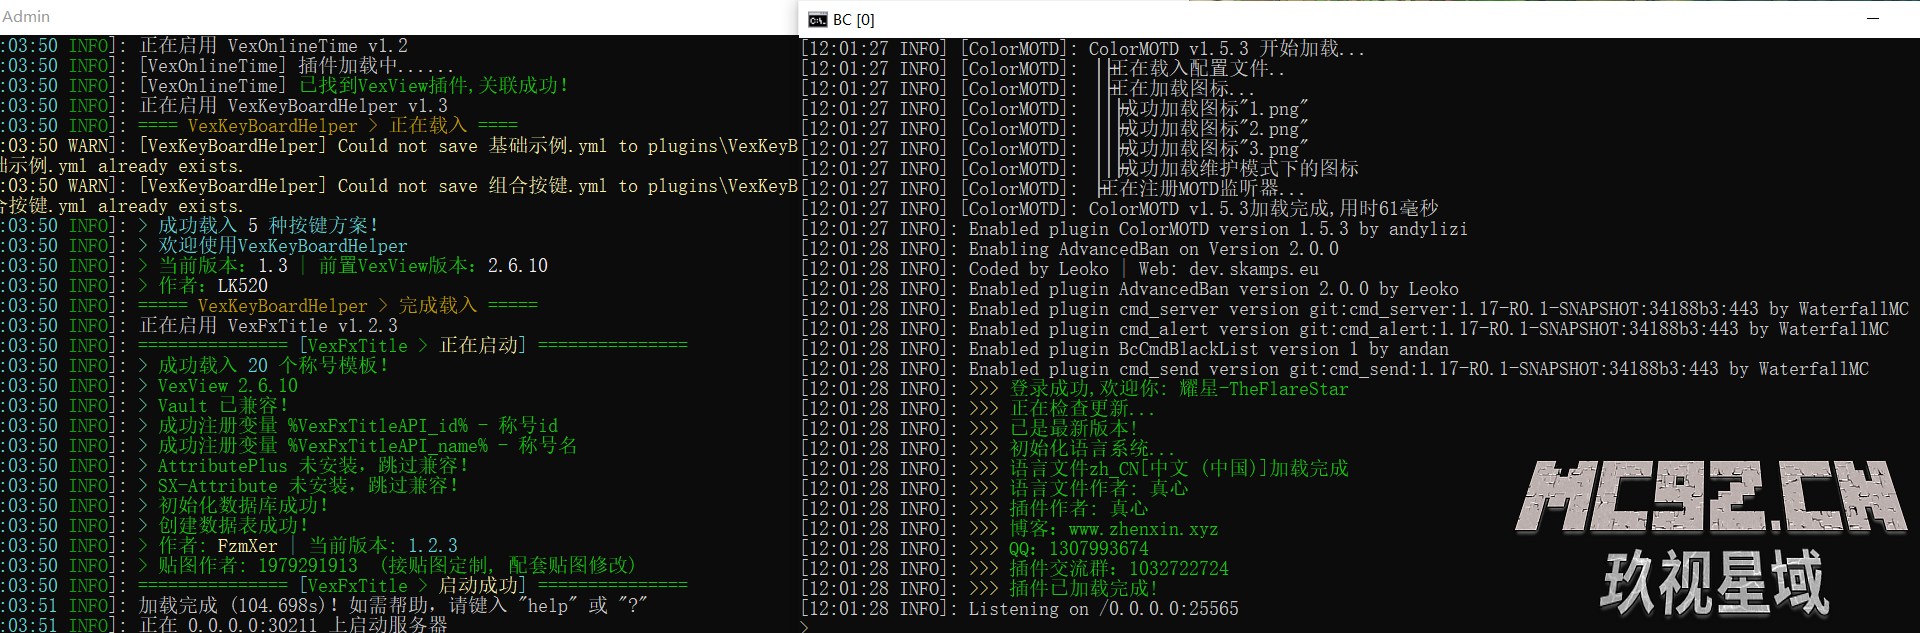 Admin
:03:50 INFO]: 正在启用 VexOnlineTime v1.2
:03:50 INFO]: [VexOnlineTime] 插件加载中......
:03:50 INFO]: [VexOnlineTime] 已找到VexView插件,关联成功！
:03:50 INFO]: 正在启用 VexKeyBoardHelper v1.3
:03:50 INFO]: ==== VexKeyBoardHelper > 正在载入 ====
:03:50 WARN]: [VexKeyBoardHelper] Could not save 基础示例.yml to plugins\VexKeyB
础示例.yml already exists.
:03:50 WARN]: [VexKeyBoardHelper] Could not save 组合按键.yml to plugins\VexKeyB
合按键.yml already exists.
:03:50 INFO]: > 成功载入 5 种按键方案！
:03:50 INFO]: > 欢迎使用VexKeyBoardHelper
:03:50 INFO]: > 当前版本: 1.3 | 前置VexView版本: 2.6.10
:03:50 INFO]: > 作者: LK520
:03:50 INFO]: ===== VexKeyBoardHelper > 完成载入 =====
:03:50 INFO]: 正在启用 VexFxTitle v1.2.3
:03:50 INFO]: =============== [VexFxTitle > 正在启动] ===============
:03:50 INFO]: > 成功载入 20 个称号模板！
:03:50 INFO]: > VexView 2.6.10
:03:50 INFO]: > Vault 已兼容！
:03:50 INFO]: > 成功注册变量 %VexFxTitleAPI_id% - 称号id
:03:50 INFO]: > 成功注册变量 %VexFxTitleAPI_name% - 称号名
:03:50 INFO]: > AttributePlus 未安装，跳过兼容！
:03:50 INFO]: > SX-Attribute 未安装，跳过兼容！
:03:50 INFO]: > 初始化数据库成功！
:03:50 INFO]: > 创建数据表成功！
:03:50 INFO]: > 作者: FzmXer | 当前版本: 1.2.3
:03:50 INFO]: > 贴图作者: 1979291913 (接贴图定制, 配套贴图修改)
:03:50 INFO]: =============== [VexFxTitle > 启动成功] ===============
:03:51 INFO]: 加载完成 (104.698s)！如需帮助，请键入 "help" 或 "?"
:03:51 INFO]: 正在 0.0.0.0:30211 上启动服务器
BC [0]
[12:01:27 INFO] [ColorMOTD]: ColorMOTD v1.5.3 开始加载...
[12:01:27 INFO] [ColorMOTD]: 正在载入配置文件..
[12:01:27 INFO] [ColorMOTD]: 正在加载图标...
[12:01:27 INFO] [ColorMOTD]: 成功加载图标"1.png"
[12:01:27 INFO] [ColorMOTD]: 成功加载图标"2.png"
[12:01:27 INFO] [ColorMOTD]: 成功加载图标"3.png"
[12:01:27 INFO] [ColorMOTD]: 成功加载维护模式下的图标
[12:01:27 INFO] [ColorMOTD]: 正在注册MOTD监听器...
[12:01:27 INFO] [ColorMOTD]: ColorMOTD v1.5.3加载完成,用时61毫秒
[12:01:27 INFO]: Enabled plugin ColorMOTD version 1.5.3 by andylizi
[12:01:28 INFO]: Enabling AdvancedBan on Version 2.0.0
[12:01:28 INFO]: Coded by Leoko | Web: dev.skamps.eu
[12:01:28 INFO]: Enabled plugin AdvancedBan version 2.0.0 by Leoko
[12:01:28 INFO]: Enabled plugin cmd_server version git:cmd_server:1.17-R0.1-SNAPSHOT:34188b3:443 by WaterfallMC
[12:01:28 INFO]: Enabled plugin cmd_alert version git:cmd_alert:1.17-R0.1-SNAPSHOT:34188b3:443 by WaterfallMC
[12:01:28 INFO]: Enabled plugin BcCmdBlackList version 1 by andan
[12:01:28 INFO]: Enabled plugin cmd_send version git:cmd_send:1.17-R0.1-SNAPSHOT:34188b3:443 by WaterfallMC
[12:01:28 INFO]: >>> 登录成功,欢迎你: 耀星-TheFlareStar
[12:01:28 INFO]: >>> 正在检查更新...
[12:01:28 INFO]: >>> 已是最新版本！
[12:01:28 INFO]: >>> 初始化语言系统...
[12:01:28 INFO]: >>> 语言文件zh_CN[中文 (中国)]加载完成
[12:01:28 INFO]: >>> 语言文件作者: 真心
[12:01:28 INFO]: >>> 插件作者: 真心
[12:01:28 INFO]: >>> 博客: www.zhenxin.xyz
[12:01:28 INFO]: >>> QQ: 1307993674
[12:01:28 INFO]: >>> 插件交流群: 1032722724
[12:01:28 INFO]: >>> 插件已加载完成！
[12:01:28 INFO]: Listening on /0.0.0.0:25565
>
MC92.CN
玖视星域